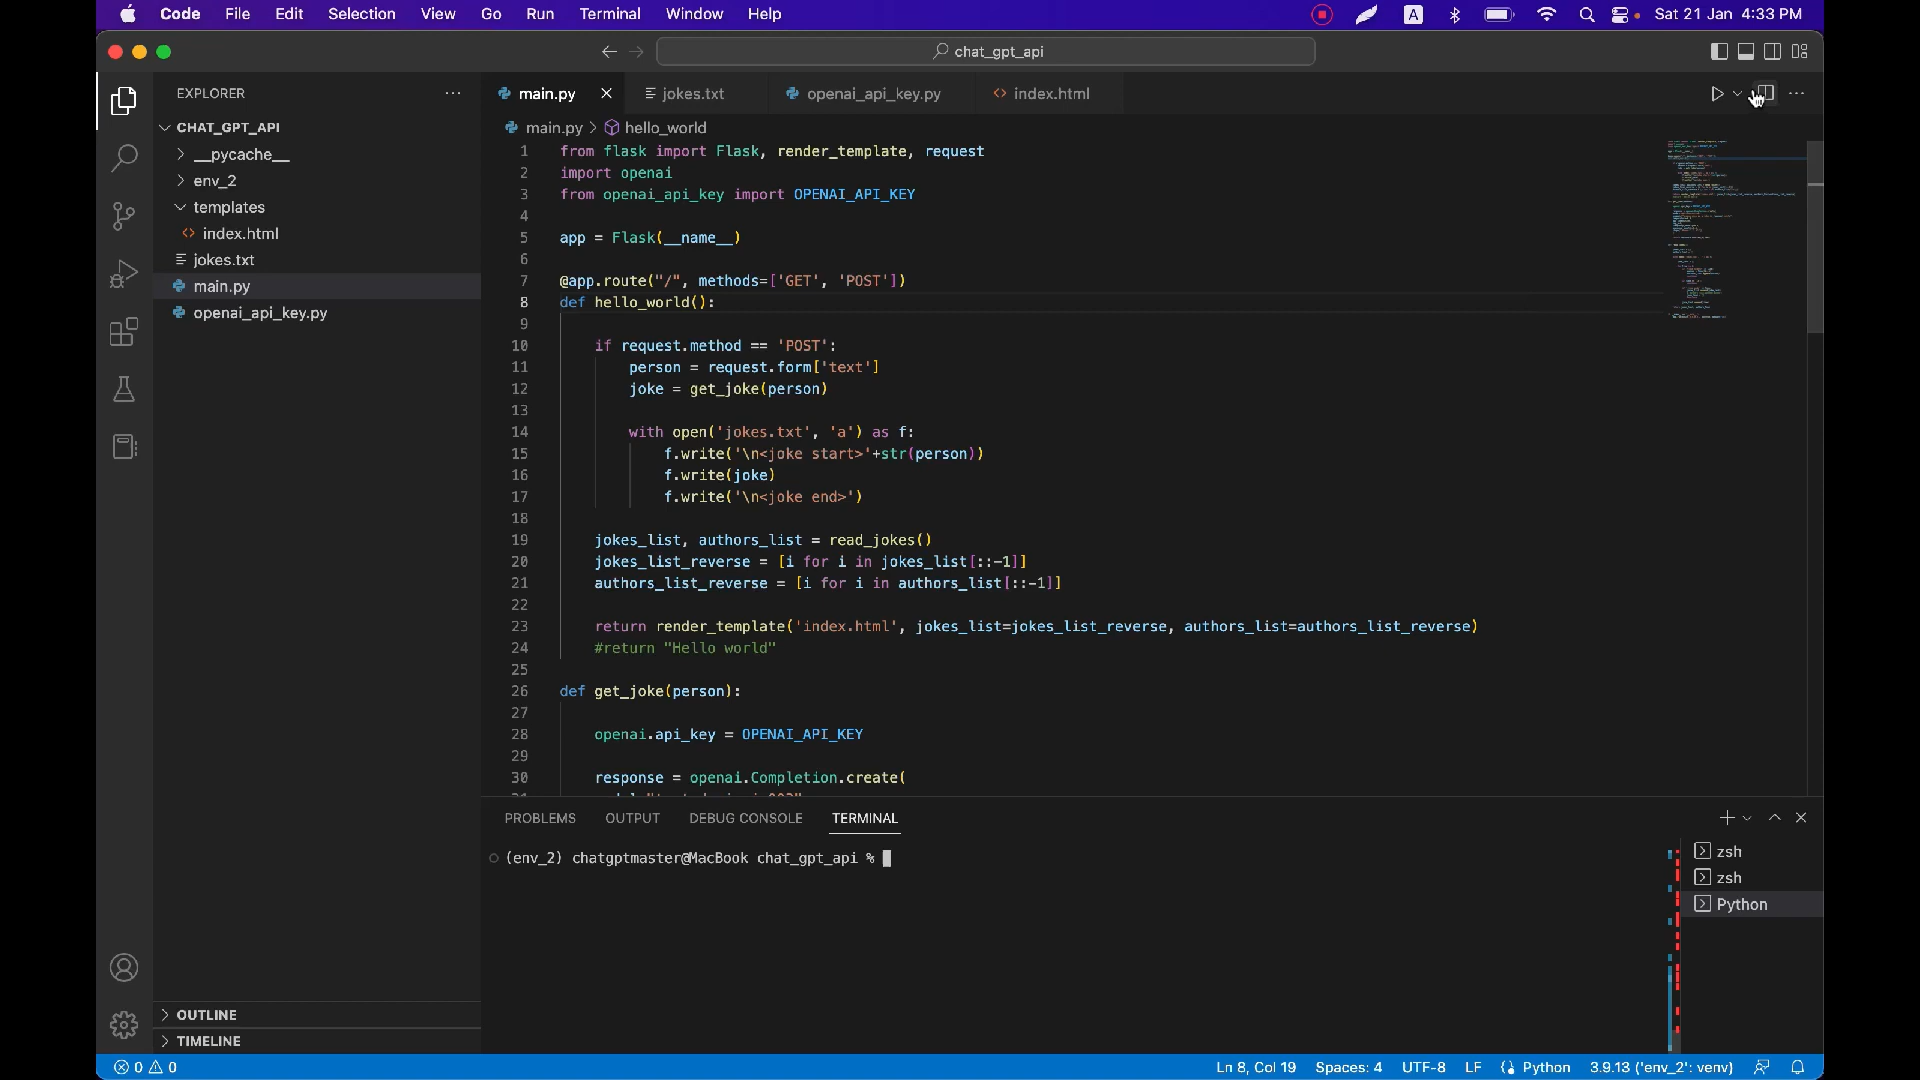 Code File Edit Selection View Go Run Terminal Window Help A Sat 21 Jan 4:33 PM
chat_gpt_api
EXPLORER
main.py jokes.txt openai_api_key.py index.html
CHAT_GPT_API
__pycache__
env_2
templates
index.html
jokes.txt
main.py
openai_api_key.py
OUTLINE
TIMELINE
main.py > hello_world
1 from flask import Flask, render_template, request
2 import openai
3 from openai_api_key import OPENAI_API_KEY
4
5 app = Flask(__name__)
6
7 @app.route("/", methods=['GET', 'POST'])
8 def hello_world():
9
10 if request.method == 'POST':
11 person = request.form['text']
12 joke = get_joke(person)
13
14 with open('jokes.txt', 'a') as f:
15 f.write('\n<joke start>'+str(person))
16 f.write(joke)
17 f.write('\n<joke end>')
18
19 jokes_list, authors_list = read_jokes()
20 jokes_list_reverse = [i for i in jokes_list[::-1]]
21 authors_list_reverse = [i for i in authors_list[::-1]]
22
23 return render_template('index.html', jokes_list=jokes_list_reverse, authors_list=authors_list_reverse)
24 #return "Hello world"
25
26 def get_joke(person):
27
28 openai.api_key = OPENAI_API_KEY
29
30 response = openai.Completion.create(
PROBLEMS OUTPUT DEBUG CONSOLE TERMINAL
(env_2) chatgptmaster@MacBook chat_gpt_api %
zsh
zsh
Python
0 0 Ln 8, Col 19 Spaces: 4 UTF-8 LF Python 3.9.13 ('env_2': venv)